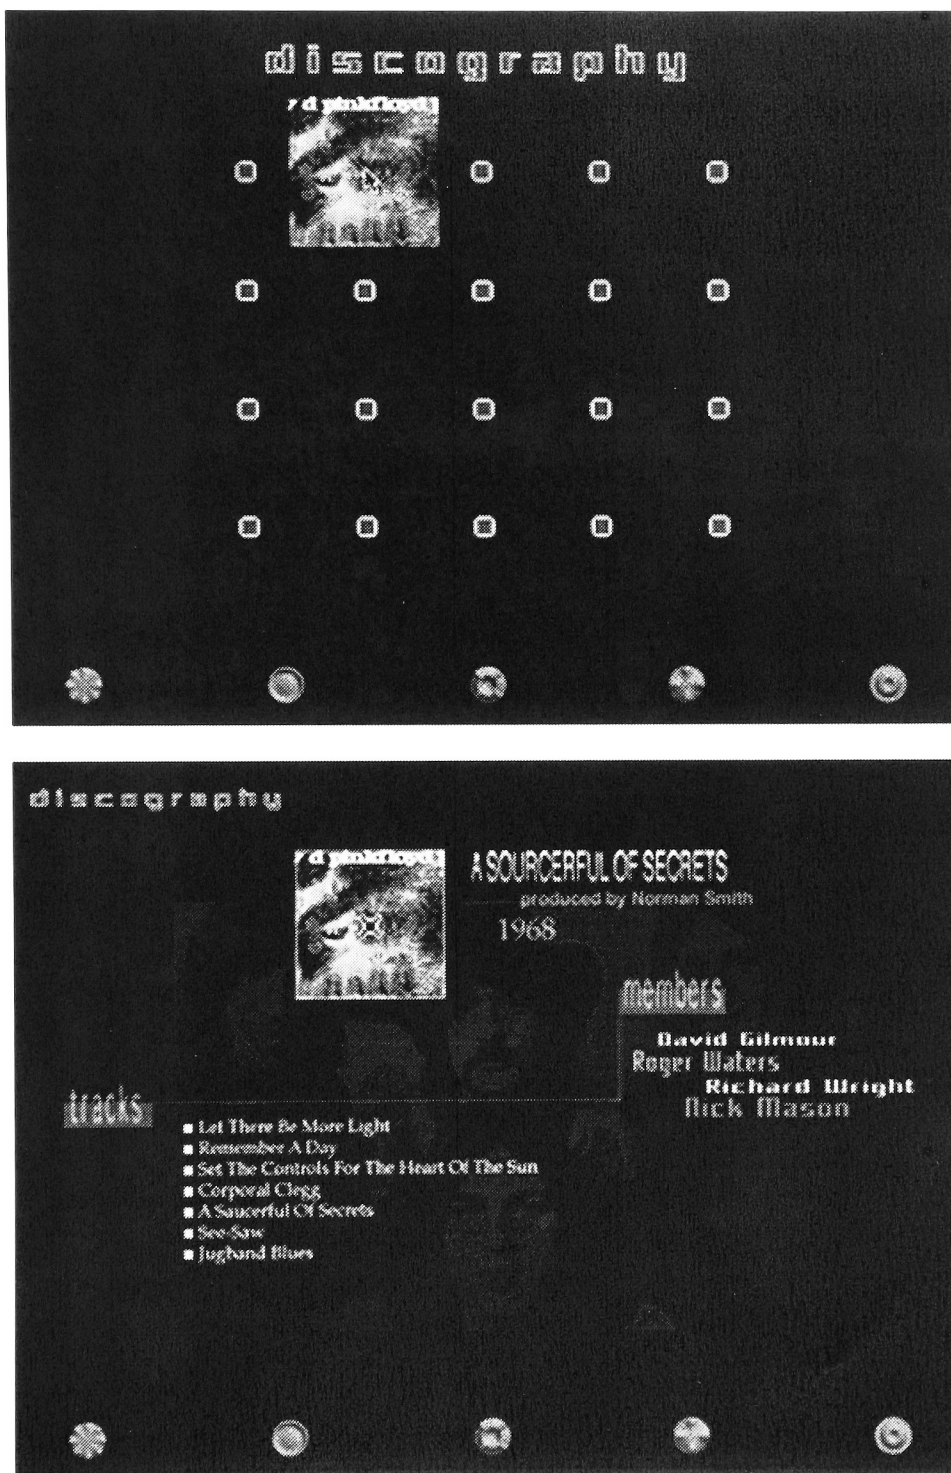 discography
r d pinkfloyd
discography
r d pinkfloyd
A SOURCERFUL OF SECRETS
produced by Norman Smith
1968
members
David Gilmour
Roger Waters
Richard Wright
Nick Mason
tracks
Let There Be More Light
Remember A Day
Set The Controls For The Heart Of The Sun
Corporal Clegg
A Saucerful Of Secrets
See-Saw
Jugband Blues